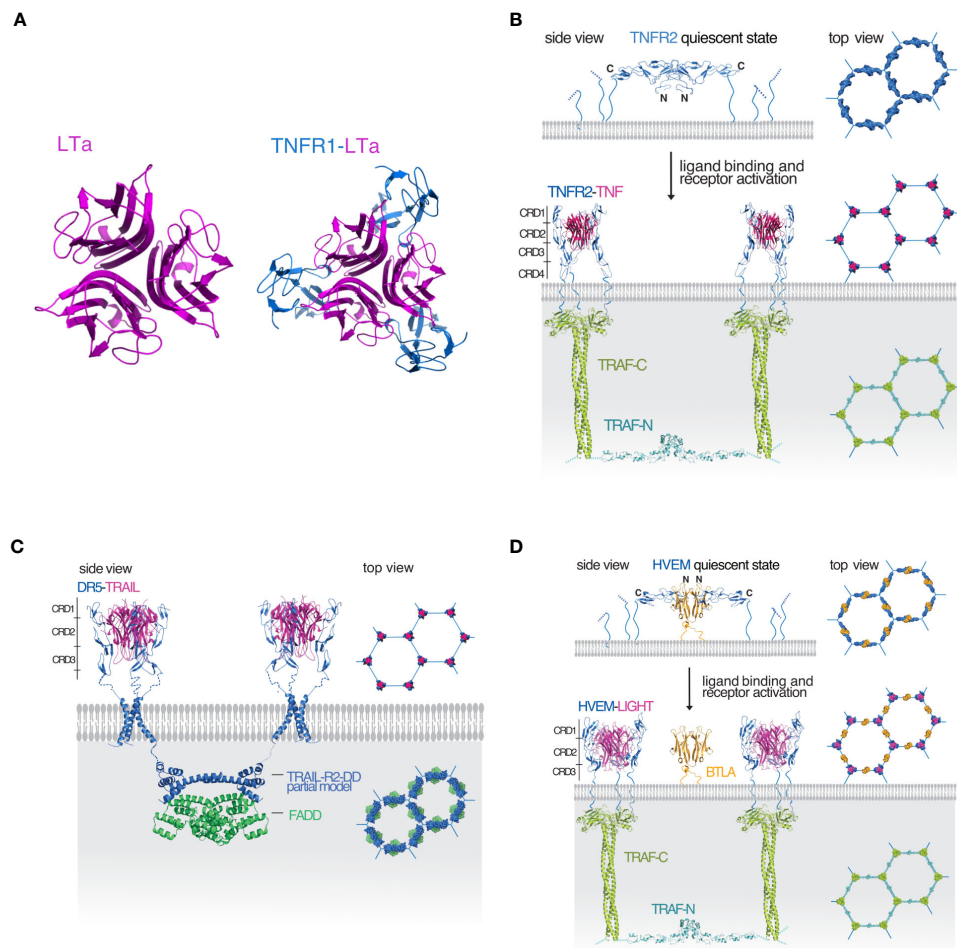 A
LTa
TNFR1-LTa
B
side view
TNFR2 quiescent state
top view
C
C
N N
ligand binding and
receptor activation
TNFR2-TNF
CRD1
CRD2
CRD3
CRD4
TRAF-C
TRAF-N
C
side view
top view
DR5-TRAIL
CRD1
CRD2
CRD3
TRAIL-R2-DD
partial model
FADD
D
side view
HVEM quiescent state
top view
N N
C
C
ligand binding and
receptor activation
HVEM-LIGHT
CRD1
CRD2
CRD3
BTLA
TRAF-C
TRAF-N